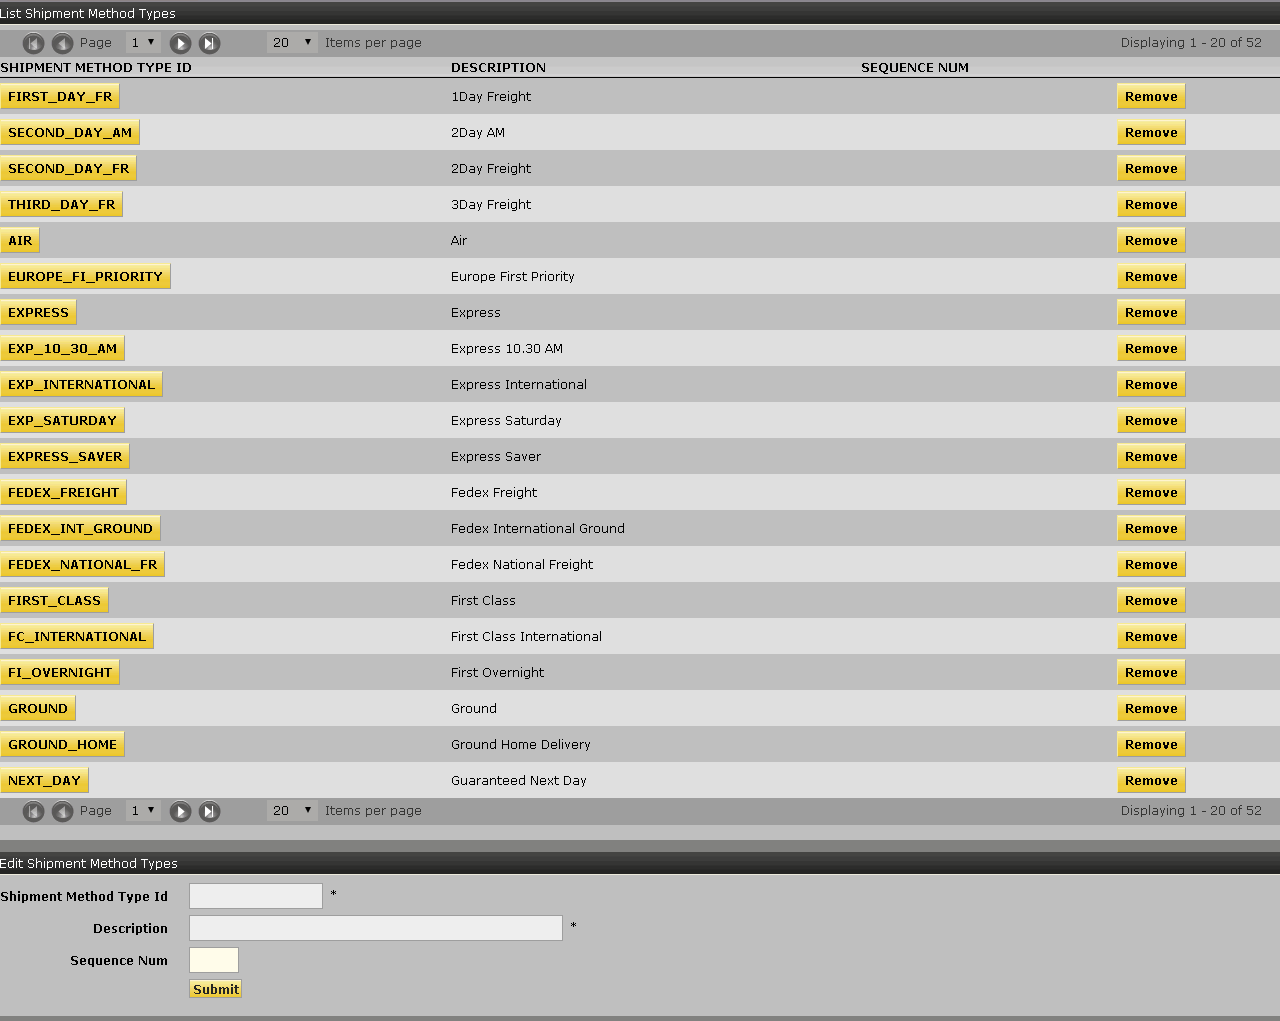 List Shipment Method Types
Page 1 20 Items per page Displaying 1 - 20 of 52
SHIPMENT METHOD TYPE ID DESCRIPTION SEQUENCE NUM
FIRST_DAY_FR 1Day Freight Remove
SECOND_DAY_AM 2Day AM Remove
SECOND_DAY_FR 2Day Freight Remove
THIRD_DAY_FR 3Day Freight Remove
AIR Air Remove
EUROPE_FI_PRIORITY Europe First Priority Remove
EXPRESS Express Remove
EXP_10_30_AM Express 10.30 AM Remove
EXP_INTERNATIONAL Express International Remove
EXP_SATURDAY Express Saturday Remove
EXPRESS_SAVER Express Saver Remove
FEDEX_FREIGHT Fedex Freight Remove
FEDEX_INT_GROUND Fedex International Ground Remove
FEDEX_NATIONAL_FR Fedex National Freight Remove
FIRST_CLASS First Class Remove
FC_INTERNATIONAL First Class International Remove
FI_OVERNIGHT First Overnight Remove
GROUND Ground Remove
GROUND_HOME Ground Home Delivery Remove
NEXT_DAY Guaranteed Next Day Remove
Page 1 20 Items per page Displaying 1 - 20 of 52
Edit Shipment Method Types
Shipment Method Type Id *
Description *
Sequence Num
Submit